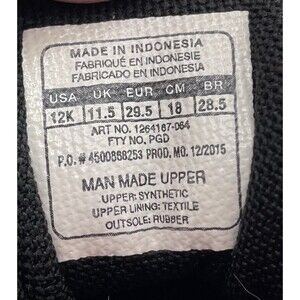 MADE IN INDONESIA
FABRIQUÉ EN INDONÉSIE
FABRICADO EN INDONESIA
USA UK EUR CM BR
12K 11.5 29.5 18 28.5
ART NO. 1264187-064
FTY NO. PGD
P.O. # 4500868253 PROD. MO. 12/2015
MAN MADE UPPER
UPPER: SYNTHETIC
UPPER LINING: TEXTILE
OUTSOLE: RUBBER